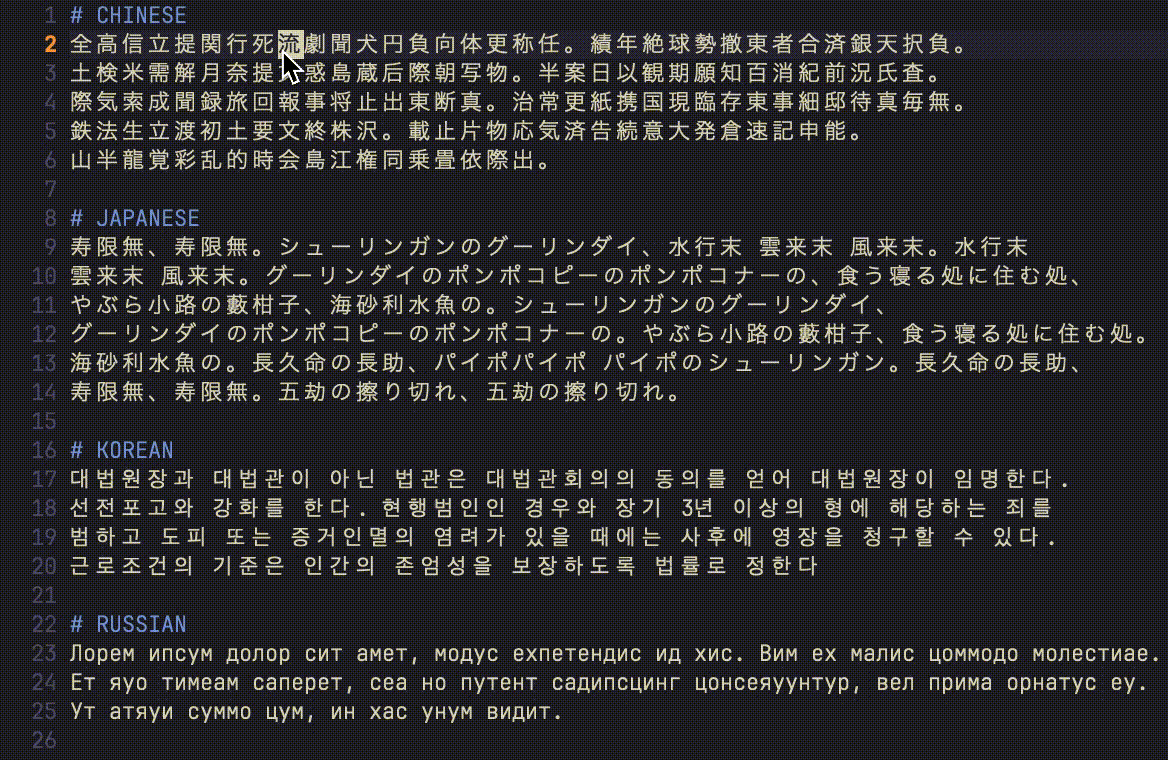 1 # CHINESE
2 全高信立提関行死流劇聞犬円負向体更称任。績年絶球勢撤東者合済銀天択負。
3 土検米需解月奈提惑島蔵后際朝写物。半案日以観期願知百消紀前況氏査。
4 際気索成聞録旅回報事将止出東断真。治常更紙携国現臨存東事細邸待真毎無。
5 鉄法生立渡初土要文終株沢。載止片物応気済告続意大発倉速記申能。
6 山半龍覚彩乱的時会島江権同乗畳依際出。
7
8 # JAPANESE
9 寿限無、寿限無。シューリンガンのグーリンダイ、水行末 雲来末 風来末。水行末
10 雲来末 風来末。グーリンダイのポンポコピーのポンポコナーの、食う寝る処に住む処、
11 やぶら小路の藪柑子、海砂利水魚の。シューリンガンのグーリンダイ、
12 グーリンダイのポンポコピーのポンポコナーの。やぶら小路の藪柑子、食う寝る処に住む処。
13 海砂利水魚の。長久命の長助、パイポパイポ パイポのシューリンガン。長久命の長助、
14 寿限無、寿限無。五劫の擦り切れ、五劫の擦り切れ。
15
16 # KOREAN
17 대법원장과 대법관이 아닌 법관은 대법관회의의 동의를 얻어 대법원장이 임명한다.
18 선전포고와 강화를 한다. 현행범인인 경우와 장기 3년 이상의 형에 해당하는 죄를
19 범하고 도피 또는 증거인멸의 염려가 있을 때에는 사후에 영장을 청구할 수 있다.
20 근로조건의 기준은 인간의 존엄성을 보장하도록 법률로 정한다
21
22 # RUSSIAN
23 Лорем ипсум долор сит амет, модус ехпетендис ид хис. Вим ех малис цоммодо молестиае.
24 Ет яуо тимеам саперет, сеа но путент садипсцинг цонсеяуунтур, вел прима орнатус еу.
25 Ут атяуи суммо цум, ин хас унум видит.
26